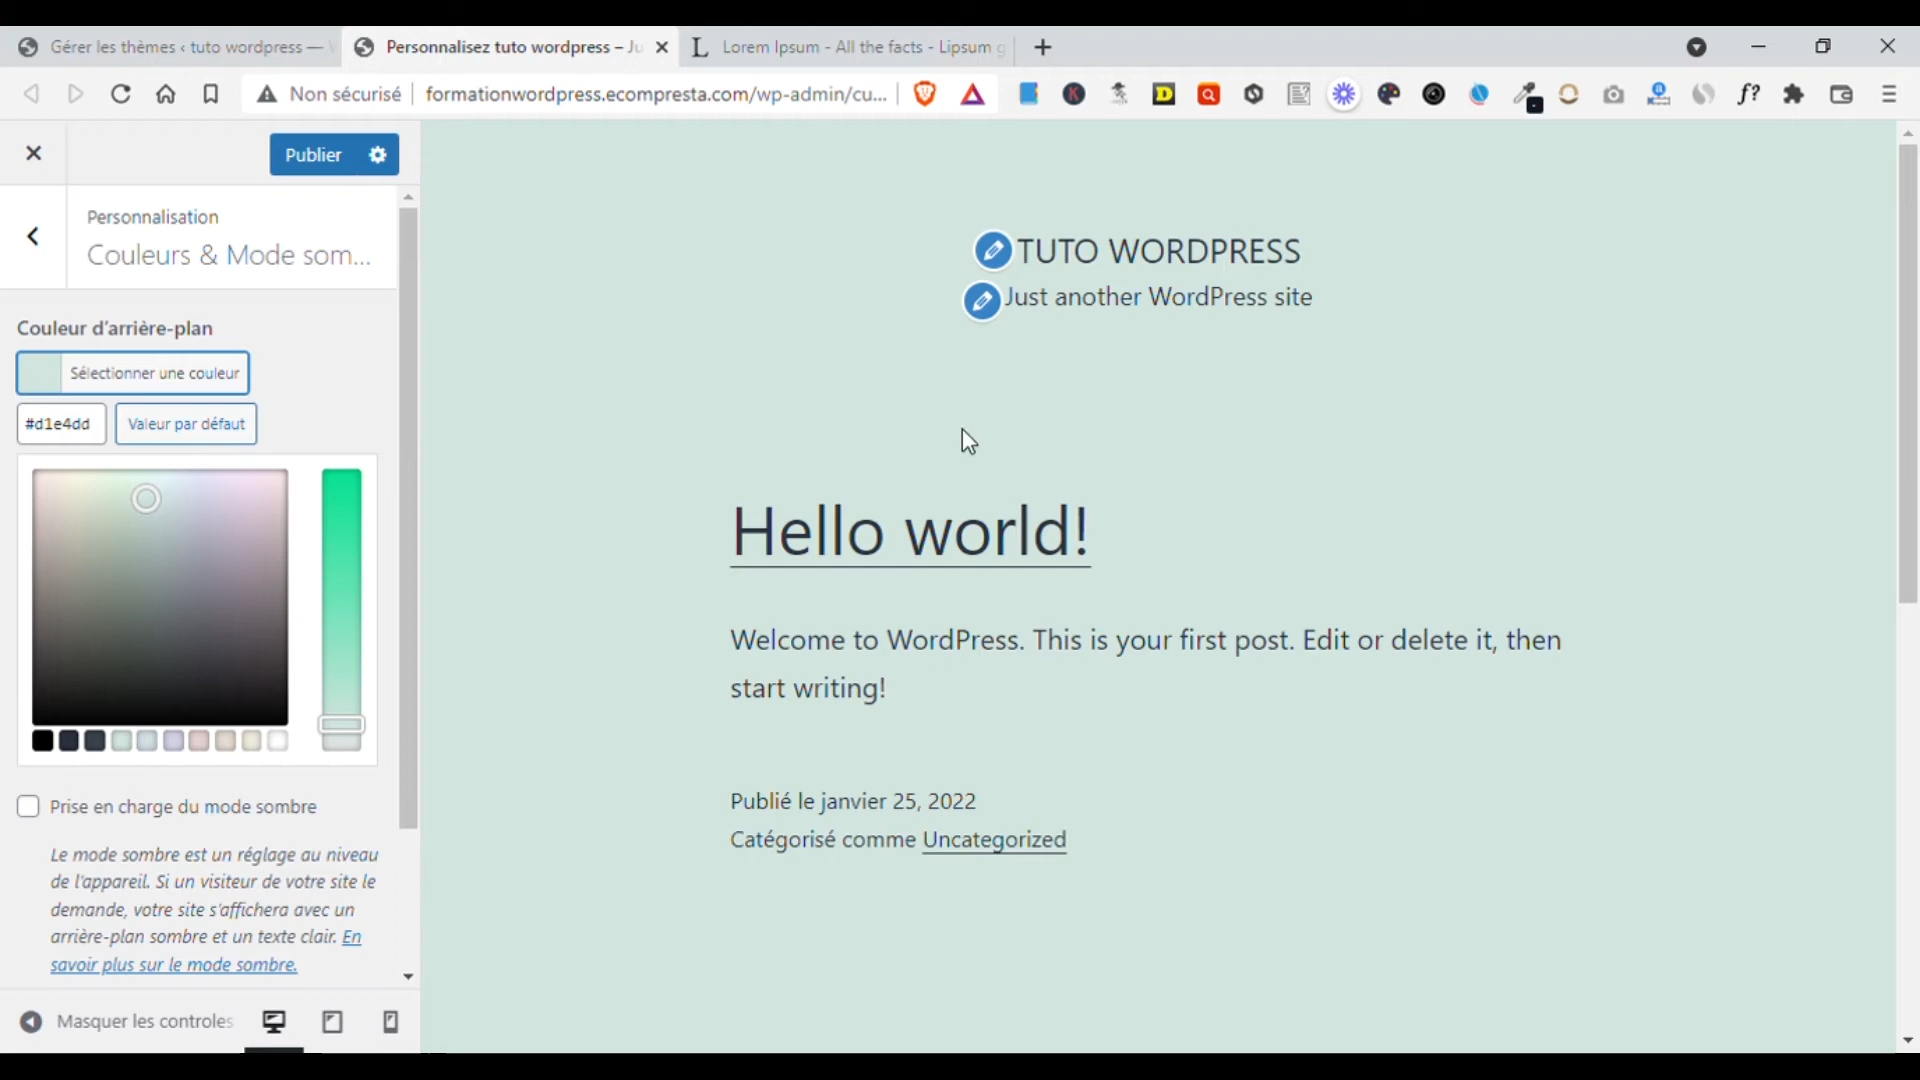 Gérer les thèmes ‹ tuto wordpress —
Personnalisez tuto wordpress – Ju
Lorem Ipsum - All the facts - Lipsum g
Non sécurisé
formationwordpress.ecompresta.com/wp-admin/cu...
f?
Publier
Personnalisation
Couleurs & Mode som...
Couleur d'arrière-plan
Sélectionner une couleur
#d1e4dd
Valeur par défaut
Prise en charge du mode sombre
Le mode sombre est un réglage au niveau
de l'appareil. Si un visiteur de votre site le
demande, votre site s'affichera avec un
arrière-plan sombre et un texte clair. En
savoir plus sur le mode sombre.
Masquer les controles
TUTO WORDPRESS
Just another WordPress site
Hello world!
Welcome to WordPress. This is your first post. Edit or delete it, then
start writing!
Publié le janvier 25, 2022
Catégorisé comme Uncategorized